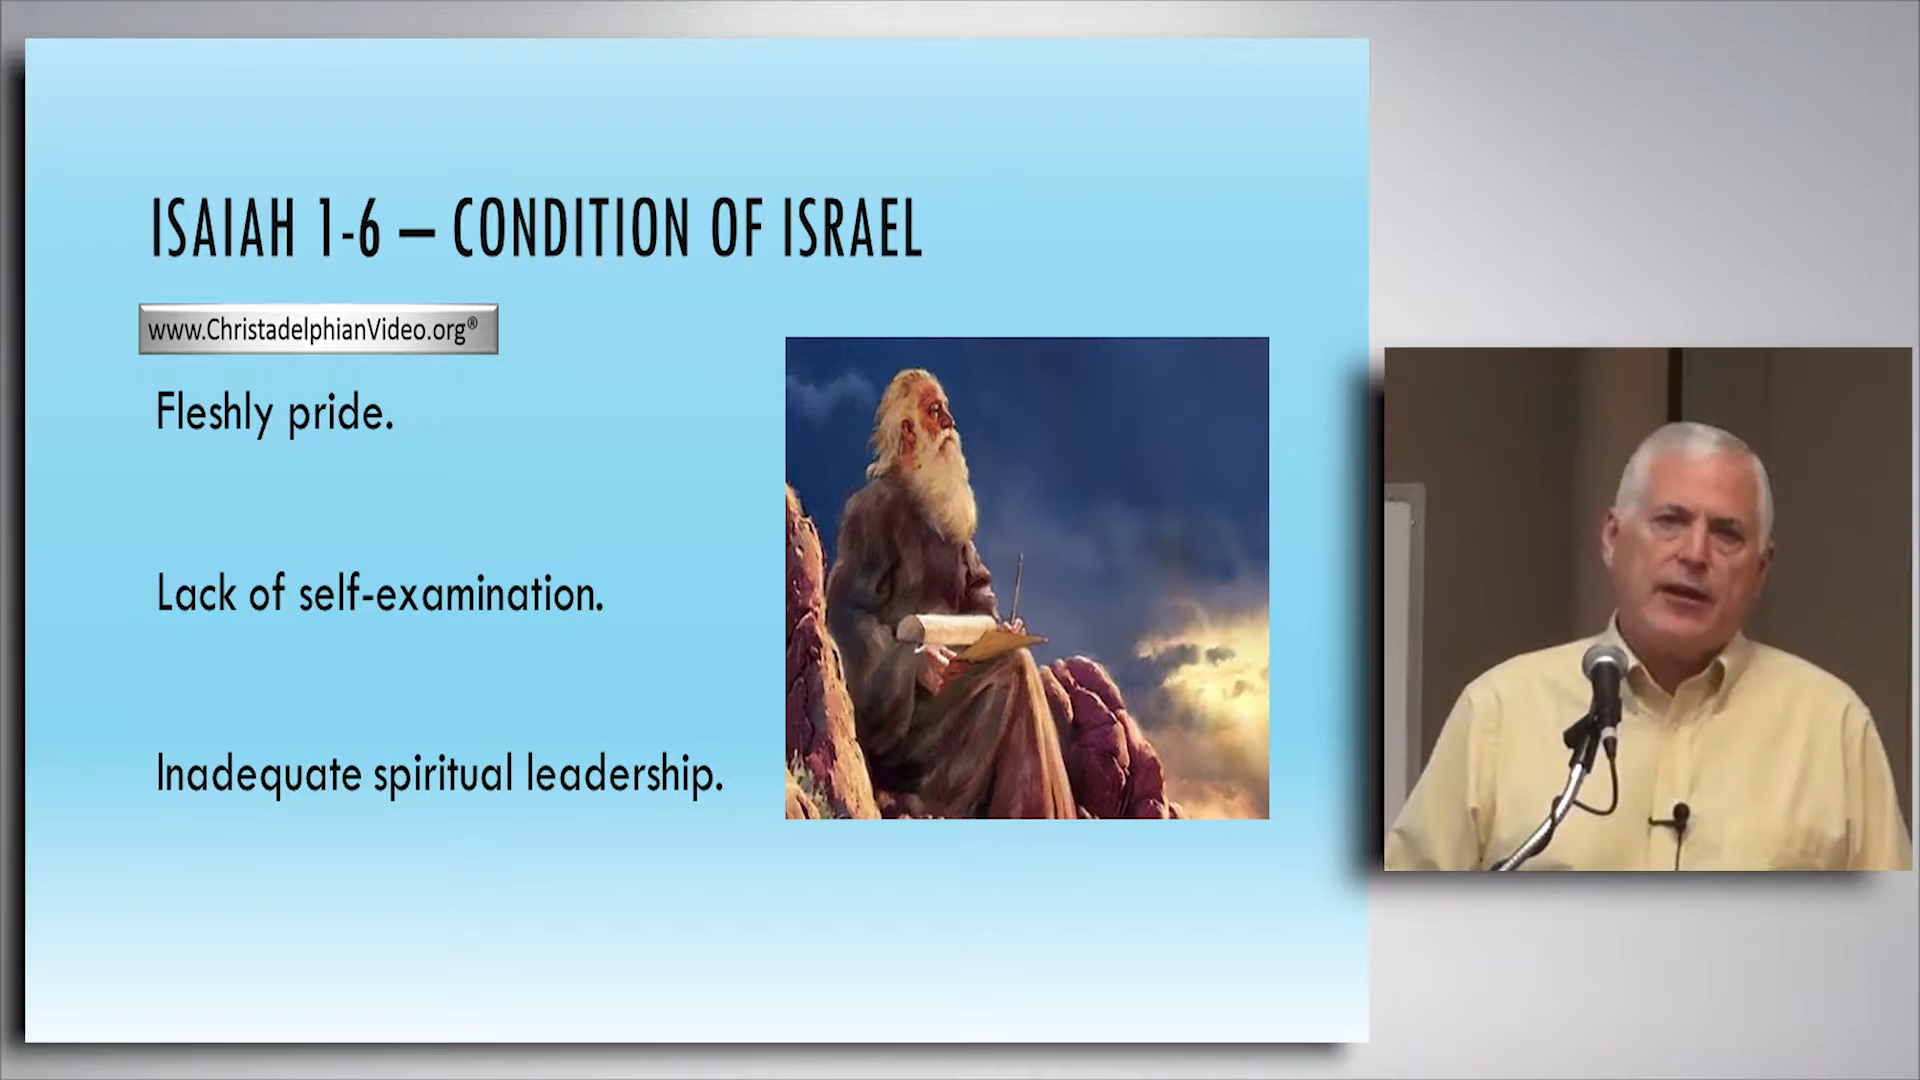 ISAIAH 1-6 – CONDITION OF ISRAEL
www.ChristadelphianVideo.org®
Fleshly pride.
Lack of self-examination.
Inadequate spiritual leadership.